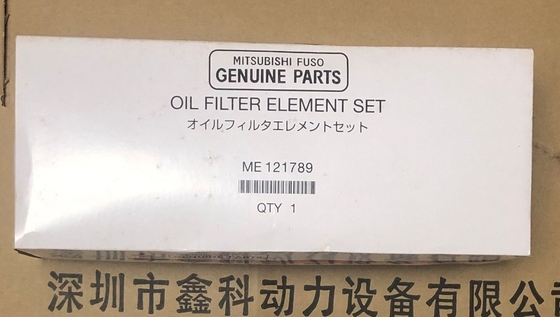 MITSUBISHI FUSO
GENUINE PARTS
OIL FILTER ELEMENT SET
オイルフィルタエレメントセット
ME 121789
QTY 1
深圳市鑫科动力设备有限公